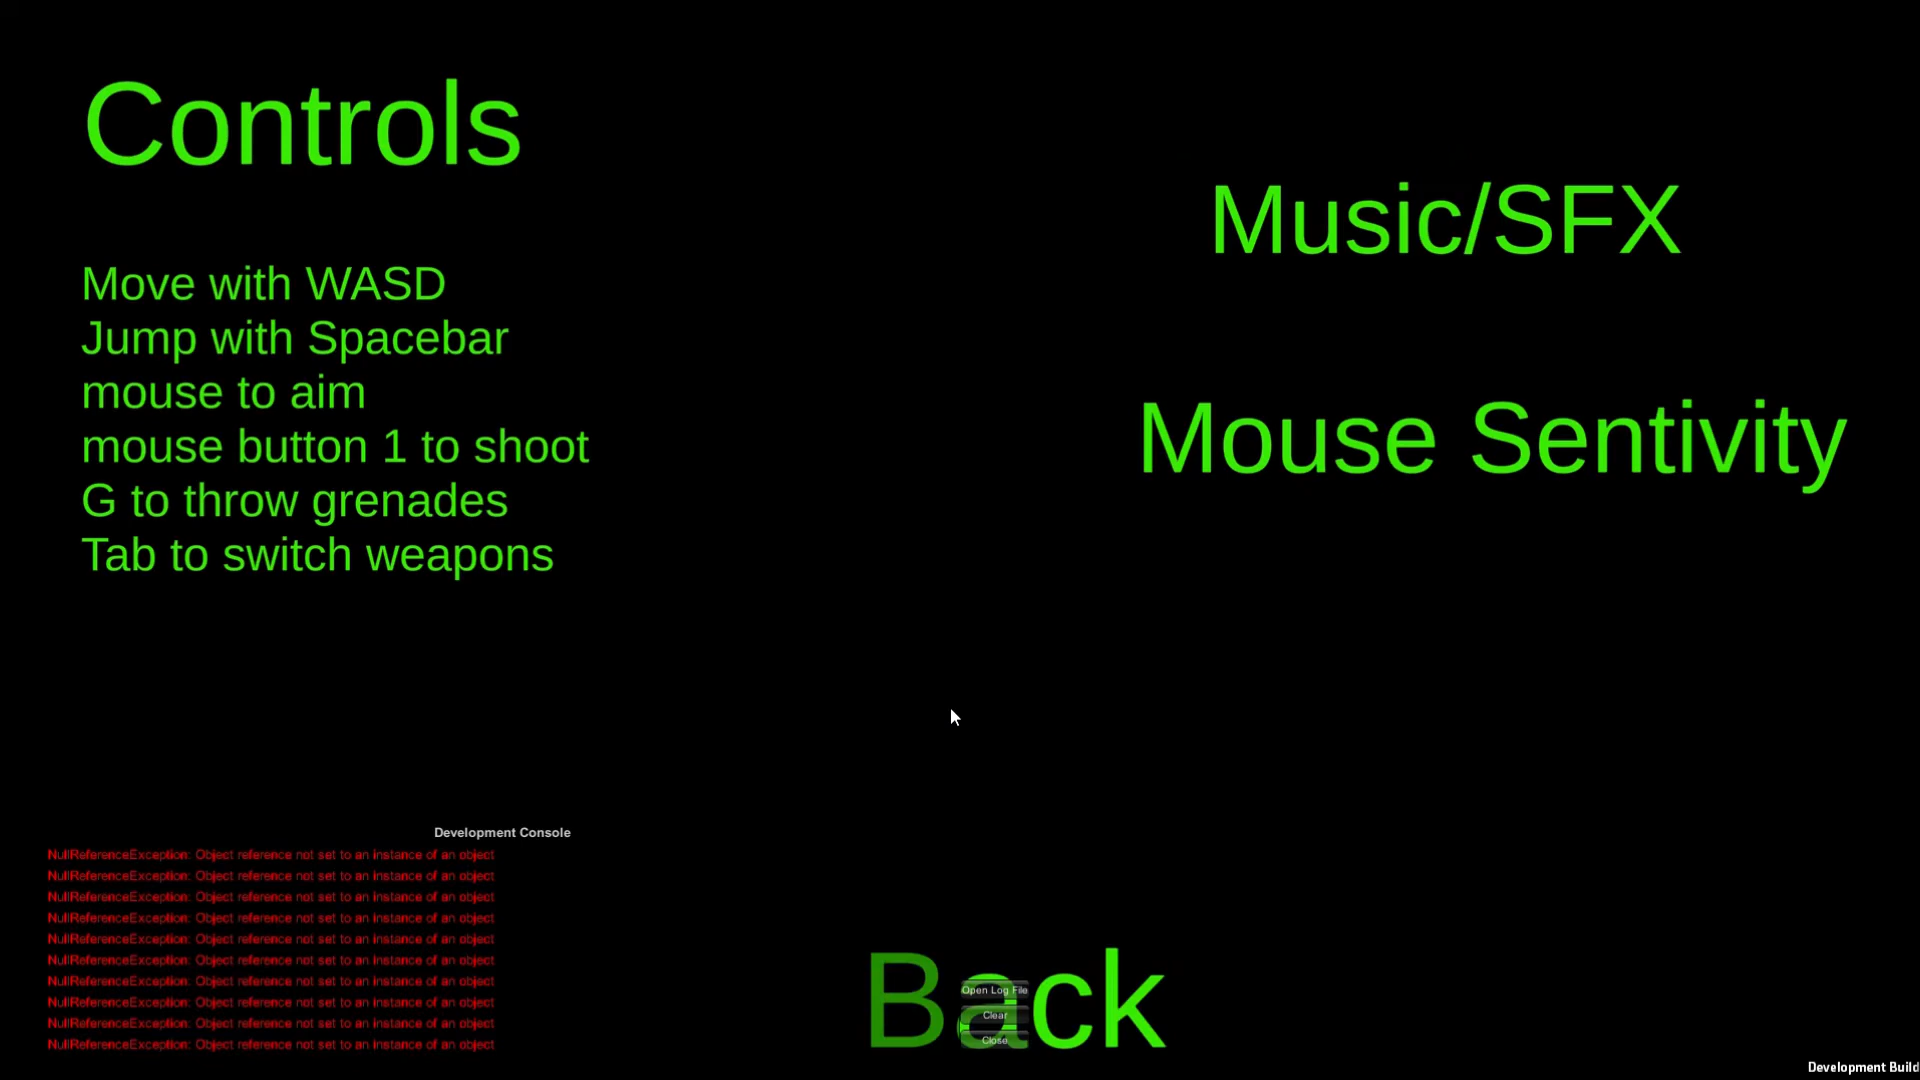 Controls
Move with WASD
Jump with Spacebar
mouse to aim
mouse button 1 to shoot
G to throw grenades
Tab to switch weapons
Music/SFX
Mouse Sentivity
Development Console
NullReferenceException: Object reference not set to an instance of an object
NullReferenceException: Object reference not set to an instance of an object
NullReferenceException: Object reference not set to an instance of an object
NullReferenceException: Object reference not set to an instance of an object
NullReferenceException: Object reference not set to an instance of an object
NullReferenceException: Object reference not set to an instance of an object
NullReferenceException: Object reference not set to an instance of an object
NullReferenceException: Object reference not set to an instance of an object
NullReferenceException: Object reference not set to an instance of an object
NullReferenceException: Object reference not set to an instance of an object
Back
Open Log File
Clear
Close
Development Build